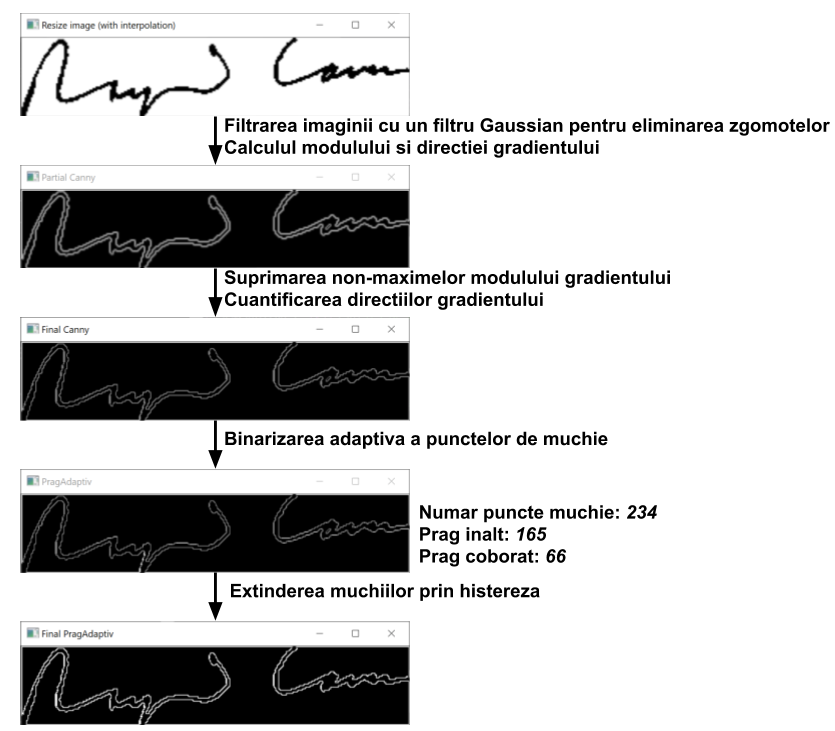 Resize image (with interpolation)
Filtrarea imaginii cu un filtru Gaussian pentru eliminarea zgomotelor
Calculul modulului si directiei gradientului
Partial Canny
Suprimarea non-maximelor modulului gradientului
Cuantificarea directiilor gradientului
Final Canny
Binarizarea adaptiva a punctelor de muchie
PragAdaptiv
Numar puncte muchie: 234
Prag inalt: 165
Prag coborat: 66
Extinderea muchiilor prin histereza
Final PragAdaptiv